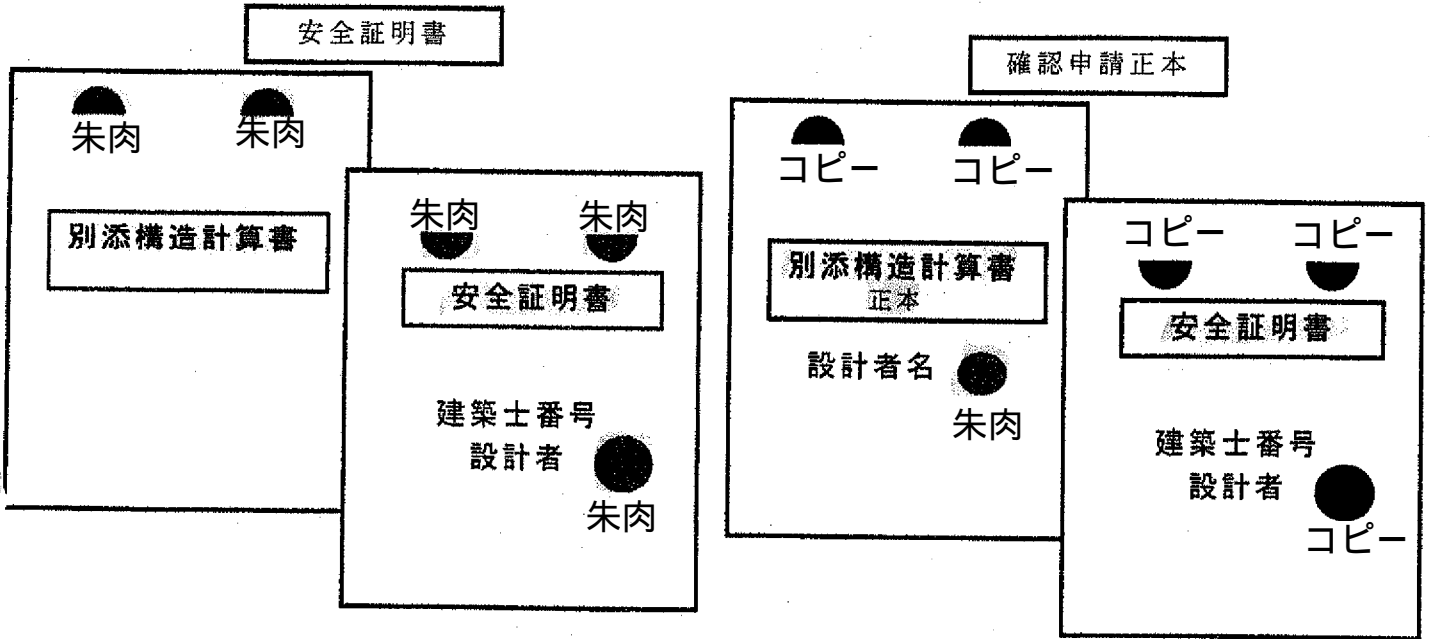 安全証明書
朱肉
朱肉
別添構造計算書
朱肉
朱肉
安全証明書
建築士番号
設計者
朱肉
確認申請正本
コピー
コピー
別添構造計算書
正本
設計者名
朱肉
コピー
コピー
安全証明書
建築士番号
設計者
コピー